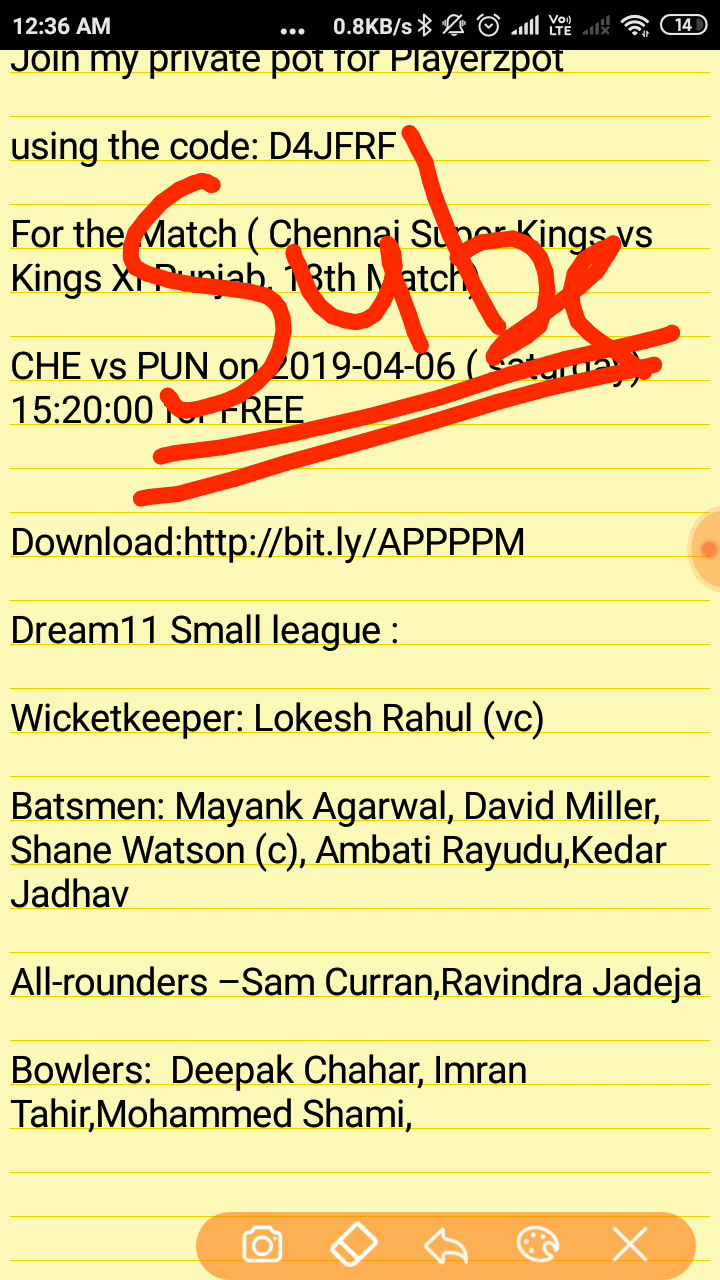 12:36 AM ... 0.8KB/s Vo)) LTE 14
Join my private pot for Playerzpot
using the code: D4JFRF
For the Match ( Chennai Super Kings vs
Kings XI Punjab, 13th Match)
CHE vs PUN on 2019-04-06 ( Saturday)
15:20:00 for FREE
Subs
Download:http://bit.ly/APPPPM
Dream11 Small league :
Wicketkeeper: Lokesh Rahul (vc)
Batsmen: Mayank Agarwal, David Miller,
Shane Watson (c), Ambati Rayudu,Kedar
Jadhav
All-rounders –Sam Curran,Ravindra Jadeja
Bowlers:  Deepak Chahar, Imran
Tahir,Mohammed Shami,